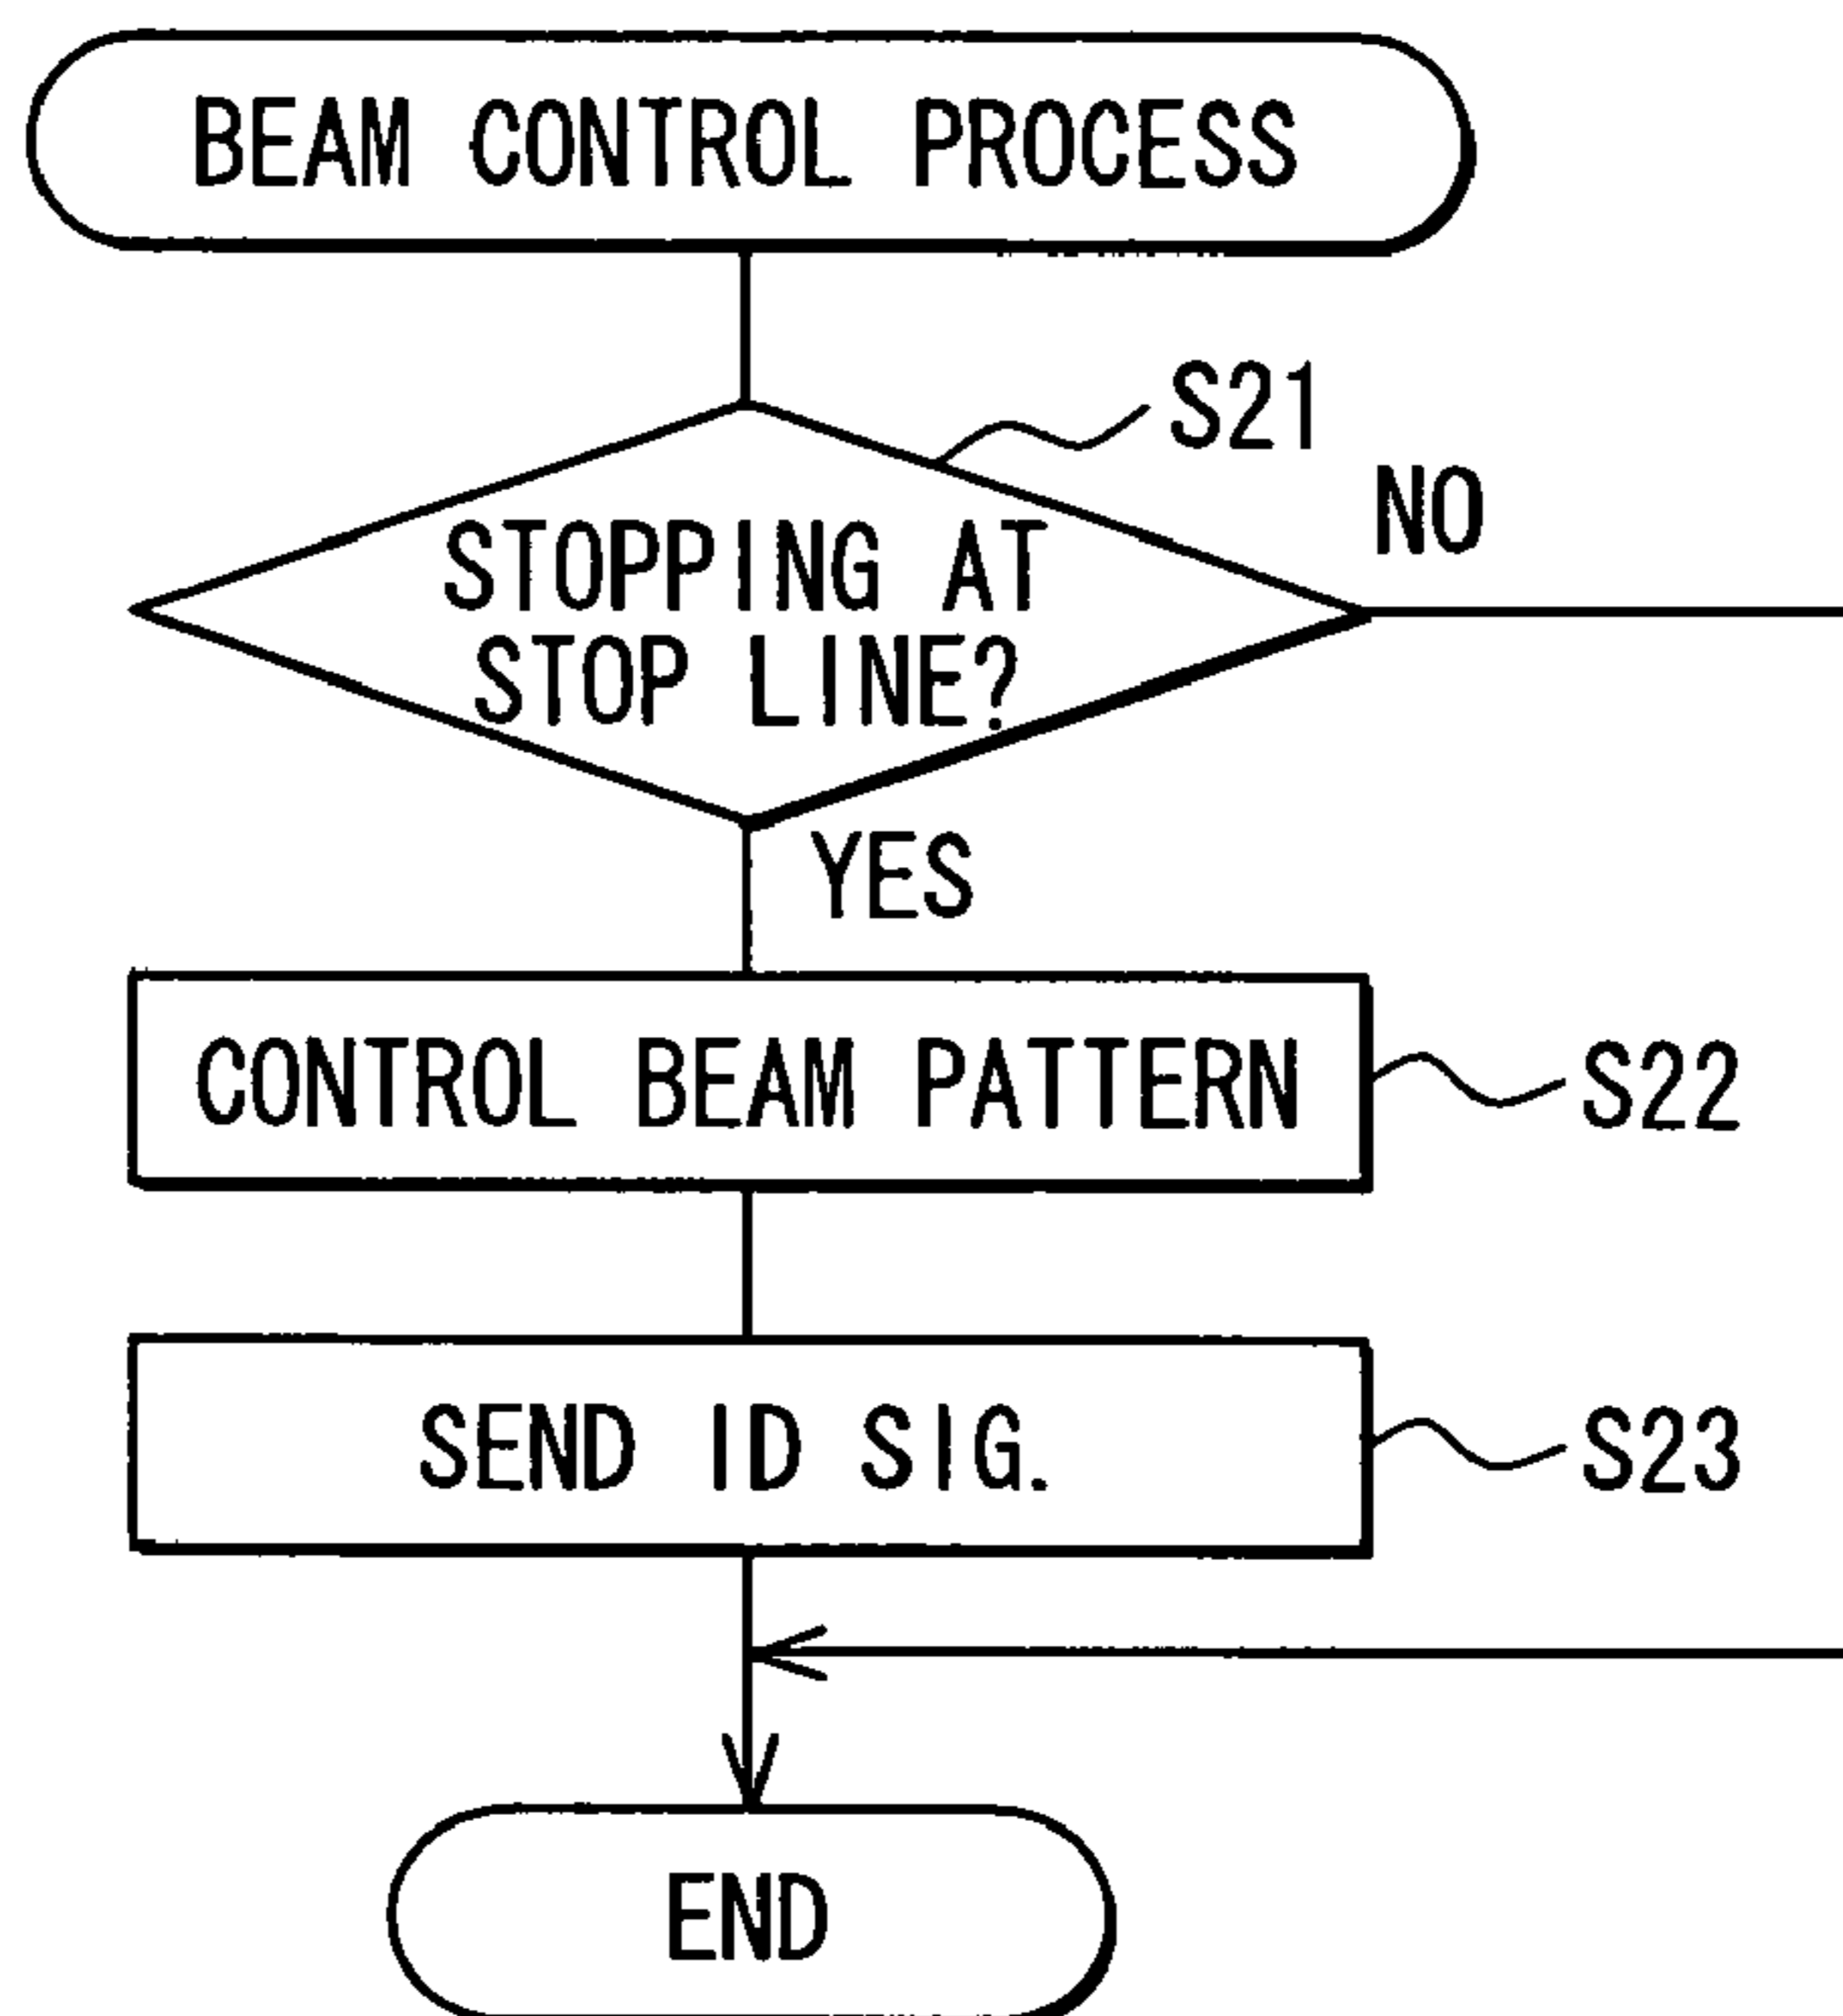 BEAM CONTROL PROCESS
S21
NO
STOPPING AT
STOP LINE?
YES
CONTROL BEAM PATTERN
S22
SEND ID SIG.
S23
END